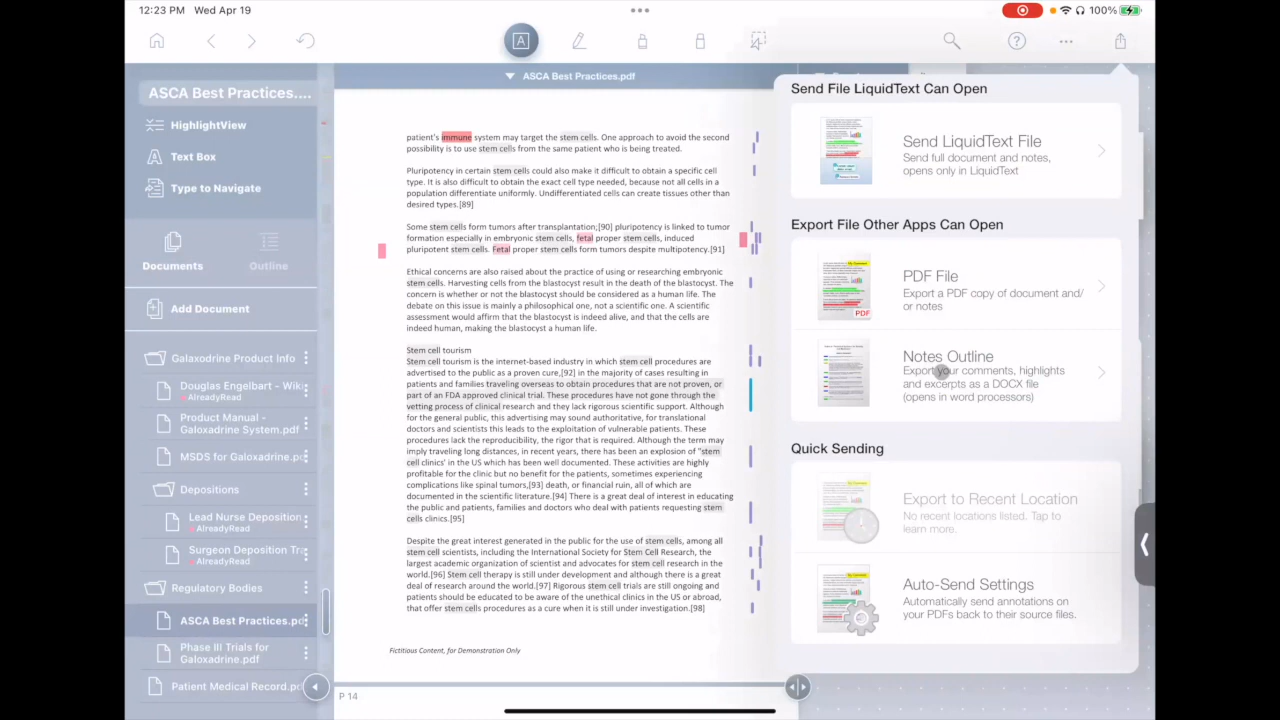 12:23 PM Wed Apr 19
100%
A
?
ASCA Best Practices....
HighlightView
Text Box
Type to Navigate
Documents
Outline
Add Document
Galaxodrine Product Info
Douglas Engelbart - Wik
AlreadyRead
Product Manual -
Galoxadrine System.pdf
MSDS for Galoxadrine.pd
Depositions
Lead Nurse Deposition
AlreadyRead
Surgeon Deposition Tra
AlreadyRead
Regulatory Bodies
ASCA Best Practices.pd
Phase III Trials for
Galoxadrine.pdf
Patient Medical Record.pd
ASCA Best Practices.pdf
patient's immune system may target the stem cells. One approach to avoid the second
possibility is to use stem cells from the same patient who is being treated.
Pluripotency in certain stem cells could also make it difficult to obtain a specific cell
type. It is also difficult to obtain the exact cell type needed, because not all cells in a
population differentiate uniformly. Undifferentiated cells can create tissues other than
desired types.[89]
Some stem cells form tumors after transplantation;[90] pluripotency is linked to tumor
formation especially in embryonic stem cells, fetal proper stem cells, induced
pluripotent stem cells. Fetal proper stem cells form tumors despite multipotency.[91]
Ethical concerns are also raised about the practice of using or researching embryonic
stem cells. Harvesting cells from the blastocyst result in the death of the blastocyst. The
concern is whether or not the blastocyst should be considered as a human life. The
debate on this issue is mainly a philosophical one, not a scientific one. A scientific
assessment would affirm that the blastocyst is indeed alive, and that the cells are
indeed human, making the blastocyst a human life.
Stem cell tourism
Stem cell tourism is the internet-based industry in which stem cell procedures are
advertised to the public as a proven cure,[92] in the majority of cases resulting in
patients and families traveling overseas to obtain procedures that are not proven, or
part of an FDA approved clinical trial. These procedures have not gone through the
vetting process of clinical research and they lack rigorous scientific support. Although
for the general public, this advertising may sound authoritative, for translational
doctors and scientists this leads to the exploitation of vulnerable patients. These
procedures lack the reproducibility, the rigor that is required. Although the term may
imply traveling long distances, in recent years, there has been an explosion of "stem
cell clinics' in the US which has been well documented. These activities are highly
profitable for the clinic but no benefit for the patients, sometimes experiencing
complications like spinal tumors,[93] death, or financial ruin, all of which are
documented in the scientific literature.[94] There is a great deal of interest in educating
the public and patients, families and doctors who deal with patients requesting stem
cells clinics.[95]
Despite the great interest generated in the public for the use of stem cells, among all
stem cell scientists, including the International Society for Stem Cell Research, the
largest academic organization of scientist and advocates for stem cell research in the
world.[96] Stem cell therapy is still under development and although there is a great
deal of research around the world.[97] Rigorous stem cell trials are still ongoing and
patients should be educated to be aware of the unethical clinics in the US or abroad,
that offer stem cells procedures as a cure when it is still under investigation.[98]
Fictitious Content, for Demonstration Only
P 14
Send File LiquidText Can Open
Send LiquidText File
Send full document and notes,
opens only in LiquidText
Export File Other Apps Can Open
PDF
PDF File
Export a PDF copy of document and/
or notes
Notes Outline
Export your comments, highlights
and excerpts as a DOCX file
(opens in word processors)
Quick Sending
Export to Recent Location
No recent locations listed. Tap to
learn more.
Auto-Send Settings
Automatically send annotations on
your PDFs back to their source files.